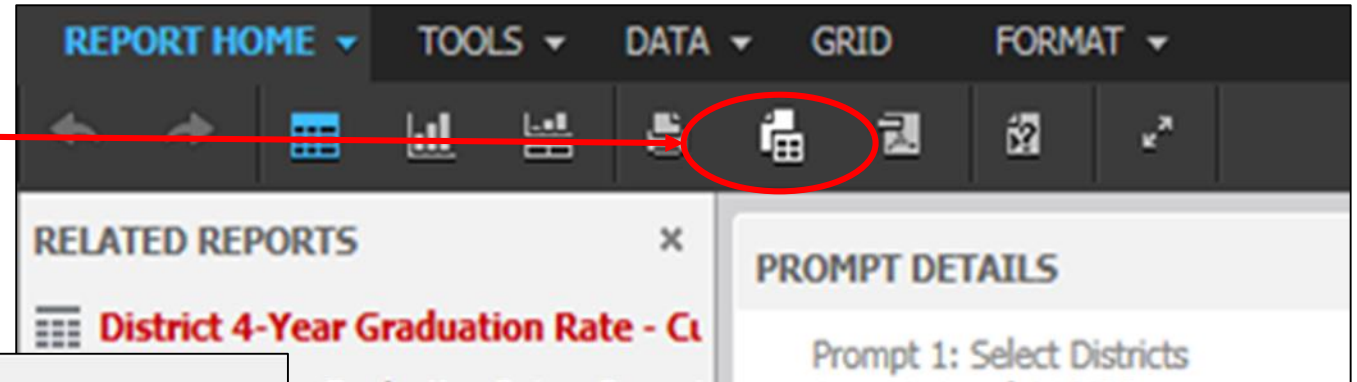 REPORT HOME TOOLS DATA GRID FORMAT
RELATED REPORTS
PROMPT DETAILS
District 4-Year Graduation Rate - Cu
Prompt 1: Select Districts